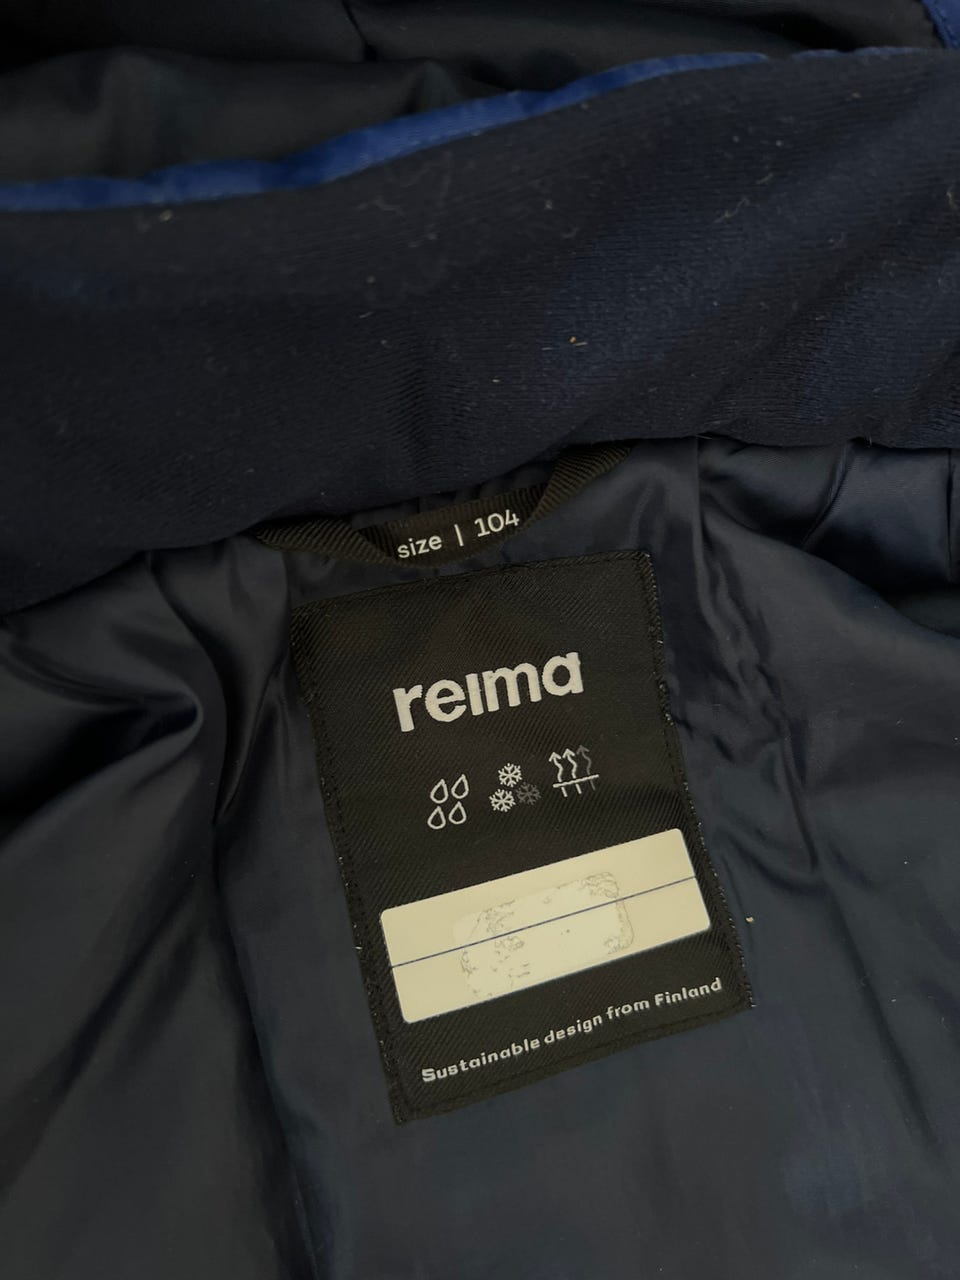 size | 104
reima
Sustainable design from Finland